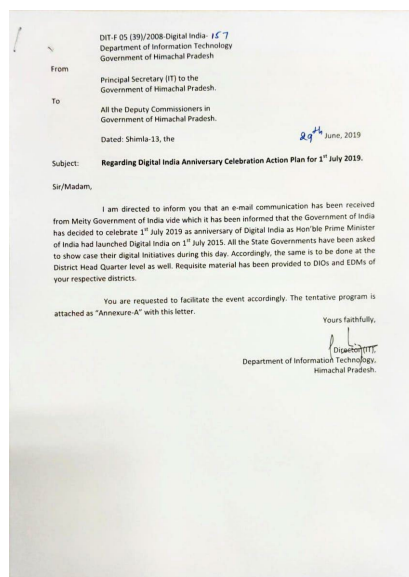 DIT-F 05 (39)/2008-Digital India- 157
Department of Information Technology
Government of Himachal Pradesh
From
Principal Secretary (IT) to the
Government of Himachal Pradesh.
To
All the Deputy Commissioners in
Government of Himachal Pradesh.
Dated: Shimla-13, the 29th June, 2019
Subject: Regarding Digital India Anniversary Celebration Action Plan for 1st July 2019.
Sir/Madam,
I am directed to inform you that an e-mail communication has been received
from Meity Government of India vide which it has been informed that the Government of India
has decided to celebrate 1st July 2019 as anniversary of Digital India as Hon'ble Prime Minister
of India had launched Digital India on 1st July 2015. All the State Governments have been asked
to show case their digital Initiatives during this day. Accordingly, the same is to be done at the
District Head Quarter level as well. Requisite material has been provided to DIOs and EDMs of
your respective districts.
You are requested to facilitate the event accordingly. The tentative program is
attached as "Annexure-A" with this letter.
Yours faithfully,
Director(IT),
Department of Information Technology,
Himachal Pradesh.